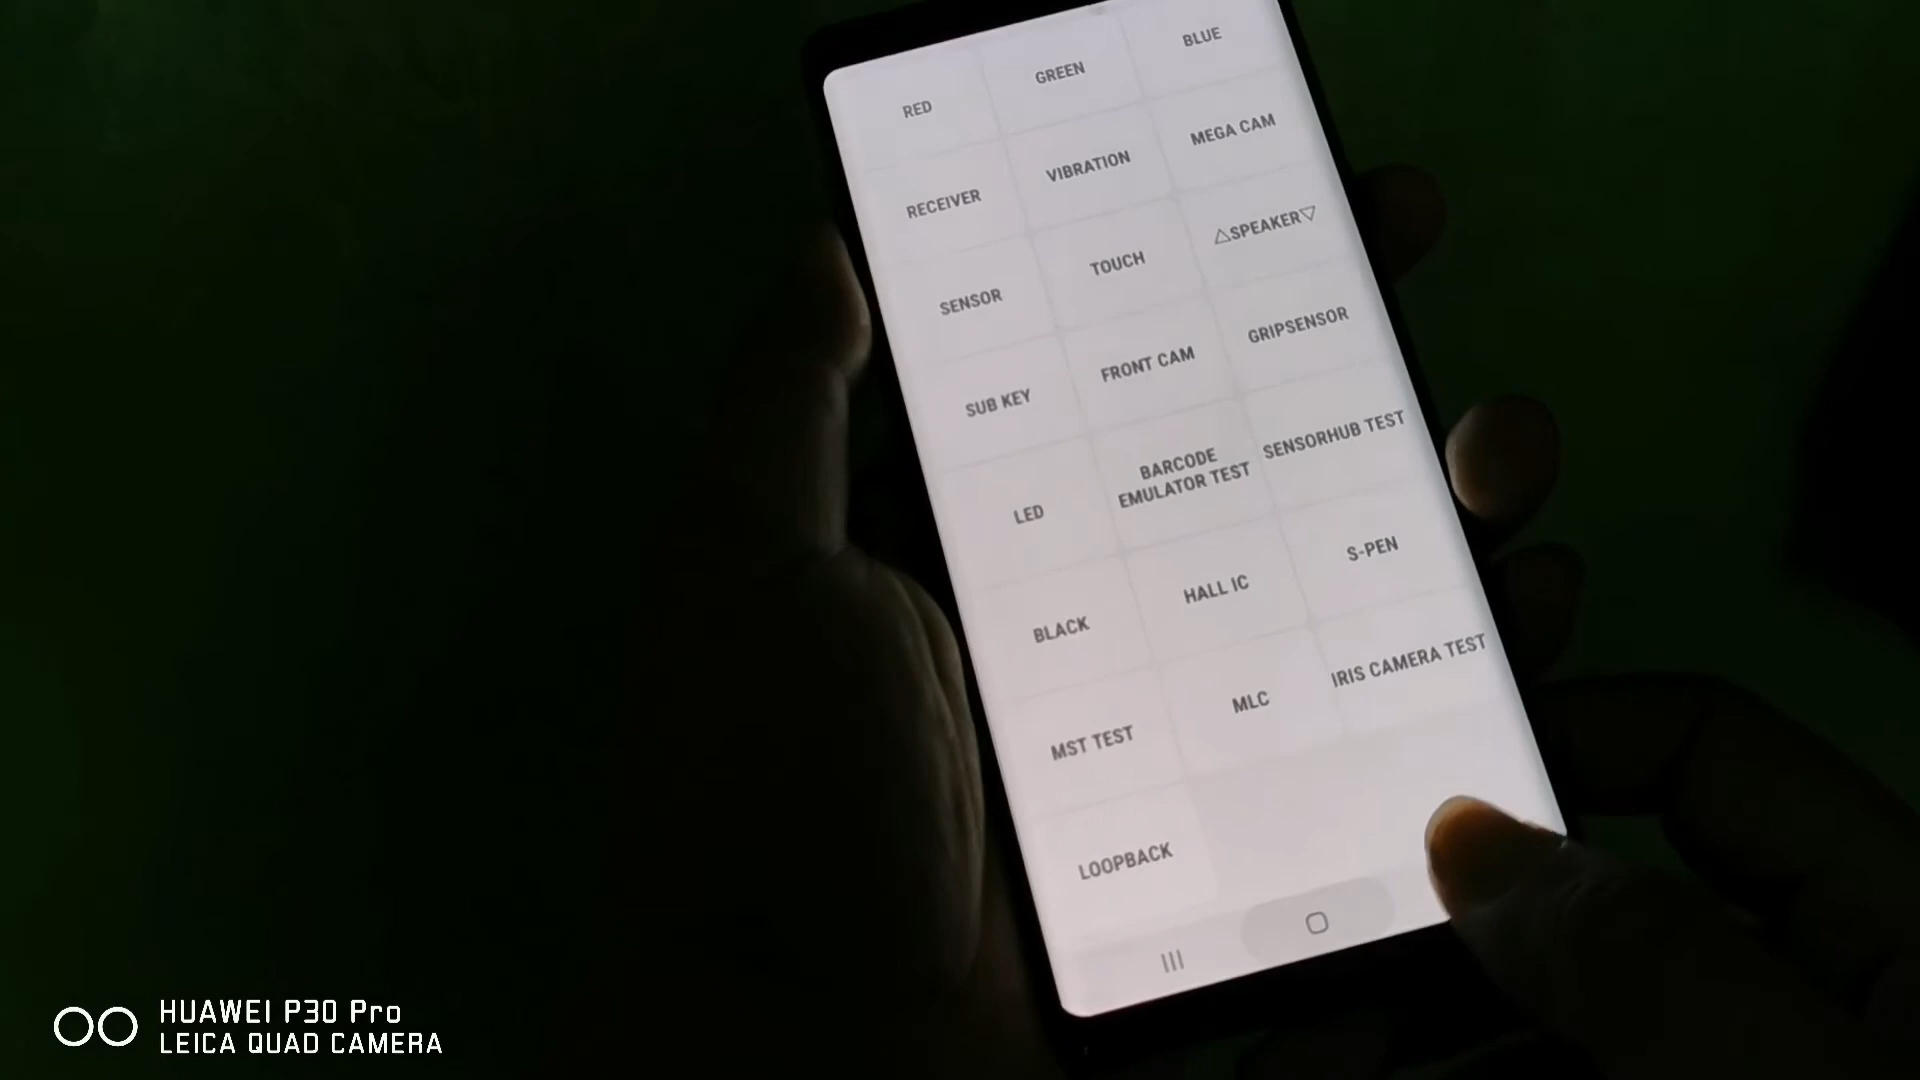 RED
GREEN
BLUE
RECEIVER
VIBRATION
MEGA CAM
SENSOR
TOUCH
△SPEAKER▽
SUB KEY
FRONT CAM
GRIPSENSOR
LED
BARCODE
EMULATOR TEST
SENSORHUB TEST
BLACK
HALL IC
S-PEN
MST TEST
MLC
IRIS CAMERA TEST
LOOPBACK
HUAWEI P30 Pro
LEICA QUAD CAMERA